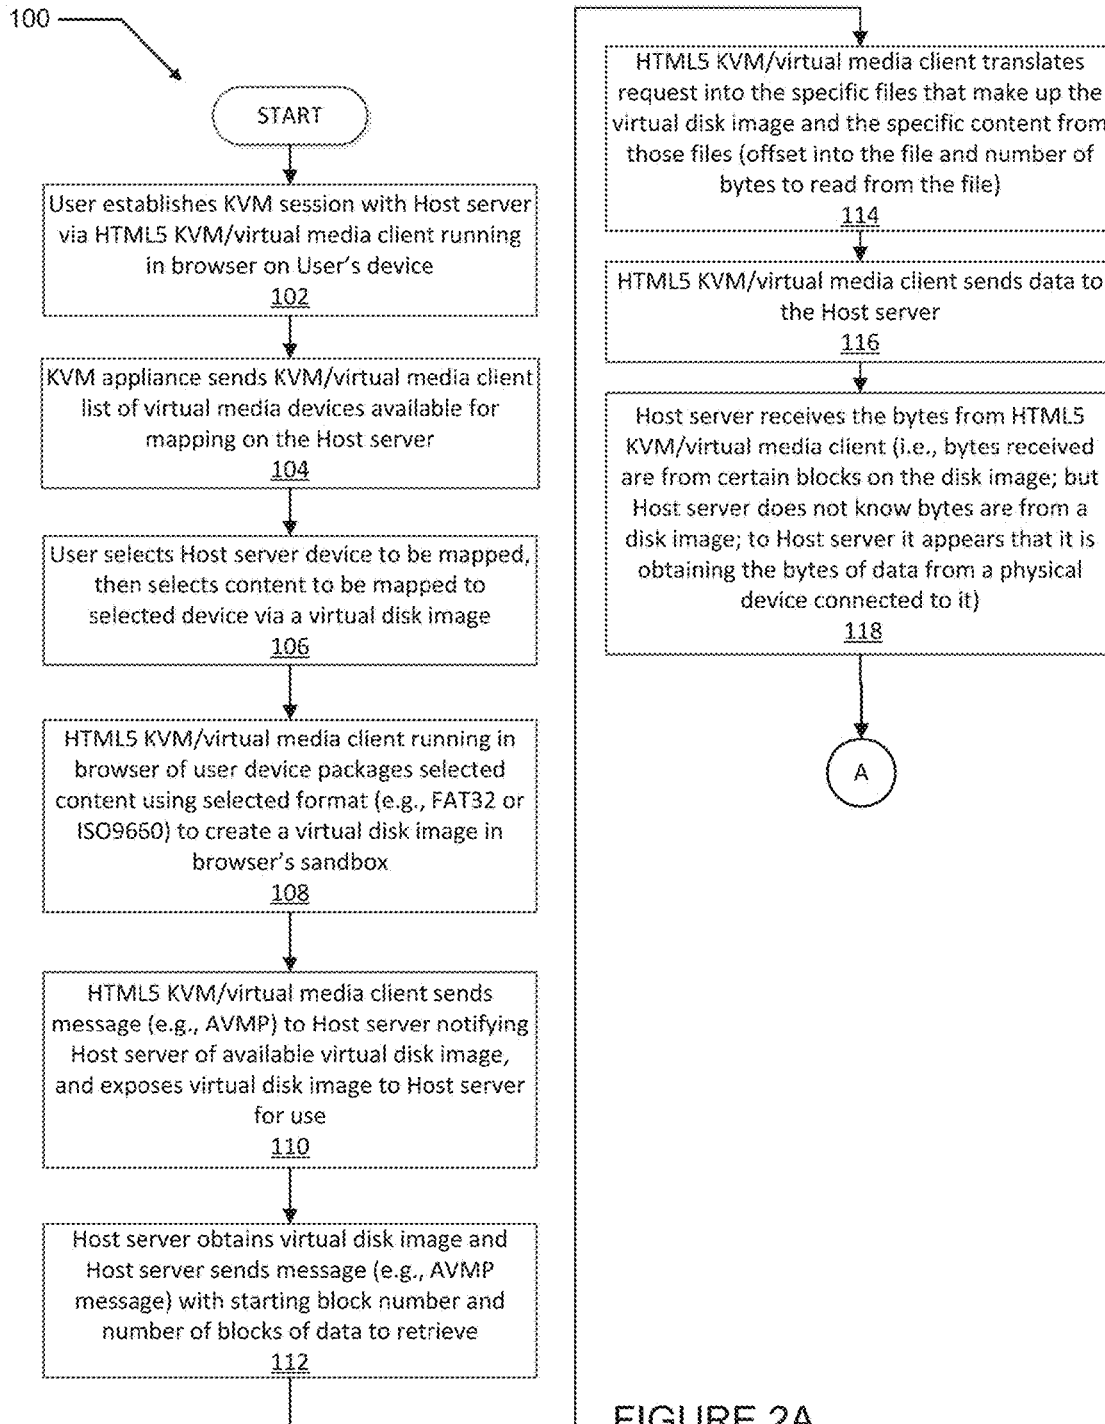 100
START
User establishes KVM session with Host server
via HTML5 KVM/virtual media client running
in browser on User's device
102
KVM appliance sends KVM/virtual media client
list of virtual media devices available for
mapping on the Host server
104
User selects Host server device to be mapped,
then selects content to be mapped to
selected device via a virtual disk image
106
HTML5 KVM/virtual media client running in
browser of user device packages selected
content using selected format (e.g., FAT32 or
ISO9660) to create a virtual disk image in
browser's sandbox
108
HTML5 KVM/virtual media client sends
message (e.g., AVMP) to Host server notifying
Host server of available virtual disk image,
and exposes virtual disk image to Host server
for use
110
Host server obtains virtual disk image and
Host server sends message (e.g., AVMP
message) with starting block number and
number of blocks of data to retrieve
112
HTML5 KVM/virtual media client translates
request into the specific files that make up the
virtual disk image and the specific content from
those files (offset into the file and number of
bytes to read from the file)
114
HTML5 KVM/virtual media client sends data to
the Host server
116
Host server receives the bytes from HTML5
KVM/virtual media client (i.e., bytes received
are from certain blocks on the disk image; but
Host server does not know bytes are from a
disk image; to Host server it appears that it is
obtaining the bytes of data from a physical
device connected to it)
118
A
FIGURE 2A